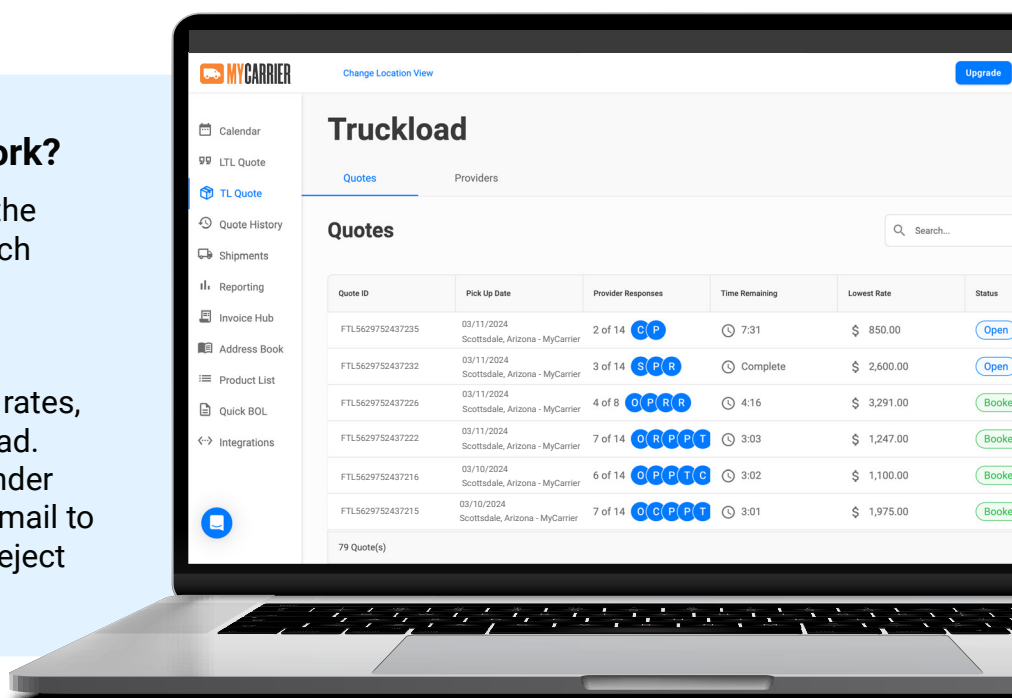 ork?
the
ch
rates,
ad.
nder
mail to
eject
MYCARRIER
Change Location View
Upgrade
Calendar
LTL Quote
TL Quote
Quote History
Shipments
Reporting
Invoice Hub
Address Book
Product List
Quick BOL
Integrations
Truckload
Quotes Providers
Quotes
Search...
Quote ID Pick Up Date Provider Responses Time Remaining Lowest Rate Status
FTL5629752437235 03/11/2024 Scottsdale, Arizona - MyCarrier 2 of 14 C P 7:31 $ 850.00 Open
FTL5629752437232 03/11/2024 Scottsdale, Arizona - MyCarrier 3 of 14 S P R Complete $ 2,600.00 Open
FTL5629752437226 03/11/2024 Scottsdale, Arizona - MyCarrier 4 of 8 O P R R 4:16 $ 3,291.00 Booke
FTL5629752437222 03/11/2024 Scottsdale, Arizona - MyCarrier 7 of 14 O R P P T 3:03 $ 1,247.00 Booke
FTL5629752437216 03/10/2024 Scottsdale, Arizona - MyCarrier 6 of 14 O P P T C 3:02 $ 1,100.00 Booke
FTL5629752437215 03/10/2024 Scottsdale, Arizona - MyCarrier 7 of 14 O C P P T 3:01 $ 1,975.00 Booke
79 Quote(s)